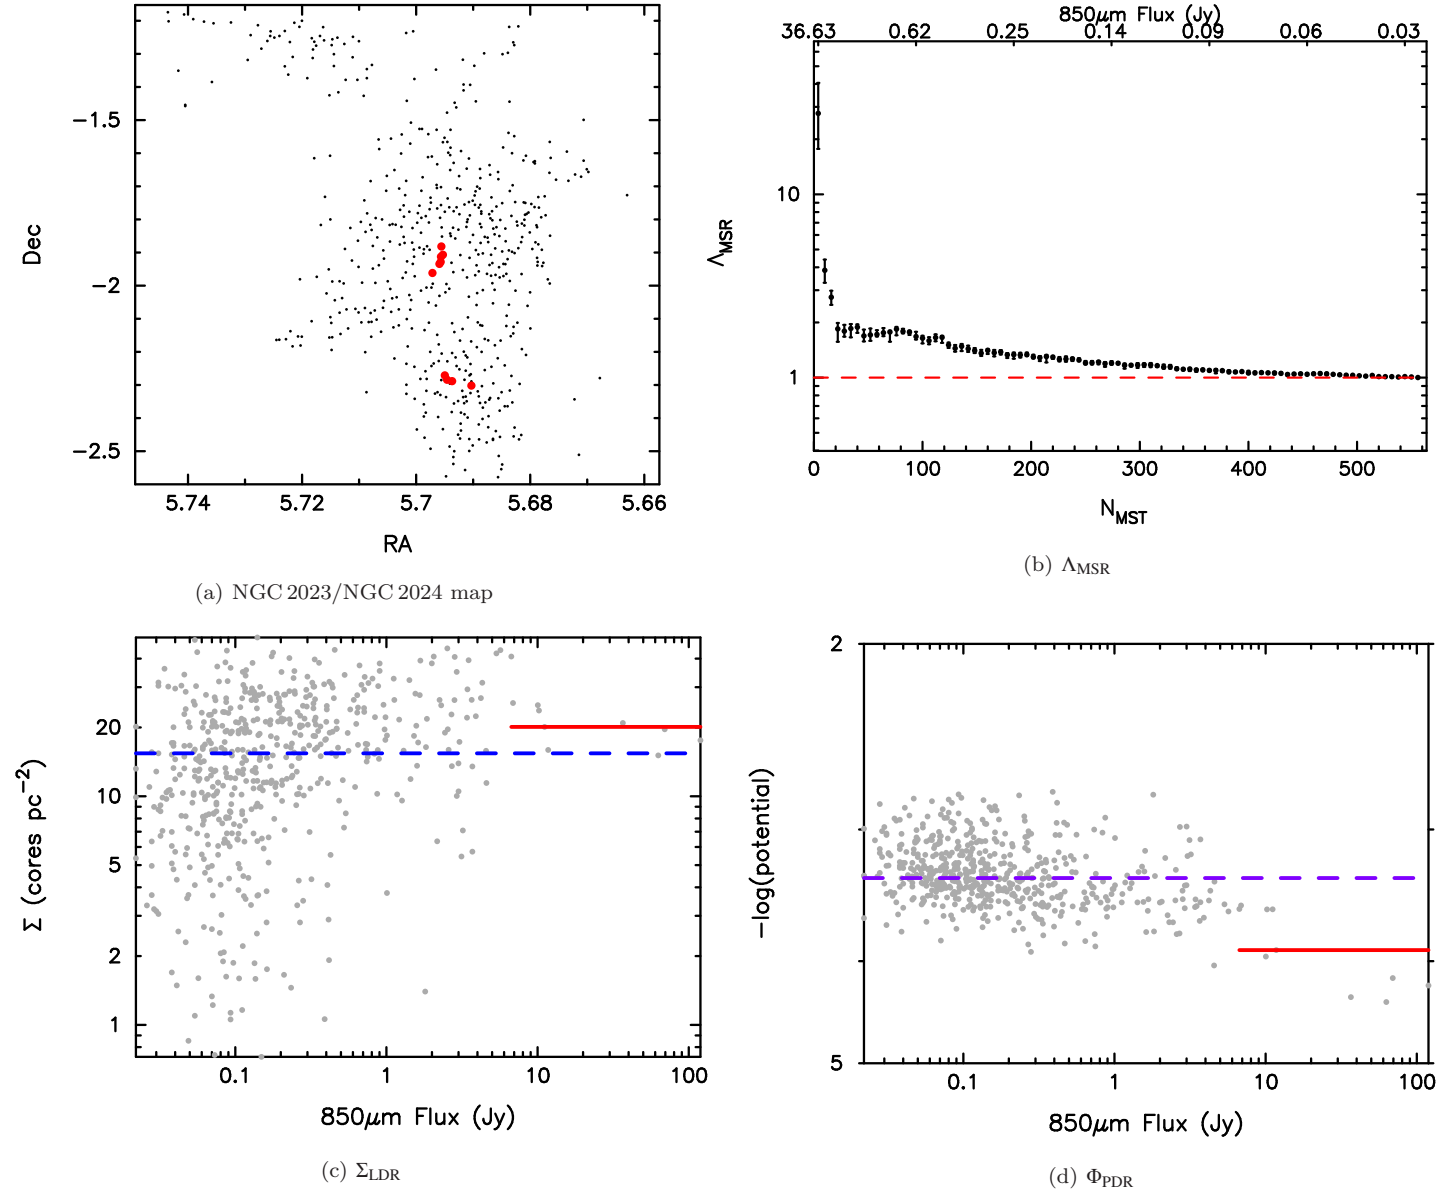 −1.5
−2
−2.5
Dec
5.74 5.72 5.7 5.68 5.66
RA
(a) NGC 2023/NGC 2024 map
850μm Flux (Jy)
36.63 0.62 0.25 0.14 0.09 0.06 0.03
10
1
Λ_MSR
0 100 200 300 400 500
N_MST
(b) Λ_MSR
20
10
5
2
1
Σ (cores pc⁻²)
0.1 1 10 100
850μm Flux (Jy)
(c) Σ_LDR
2
5
−log(potential)
0.1 1 10 100
850μm Flux (Jy)
(d) Φ_PDR